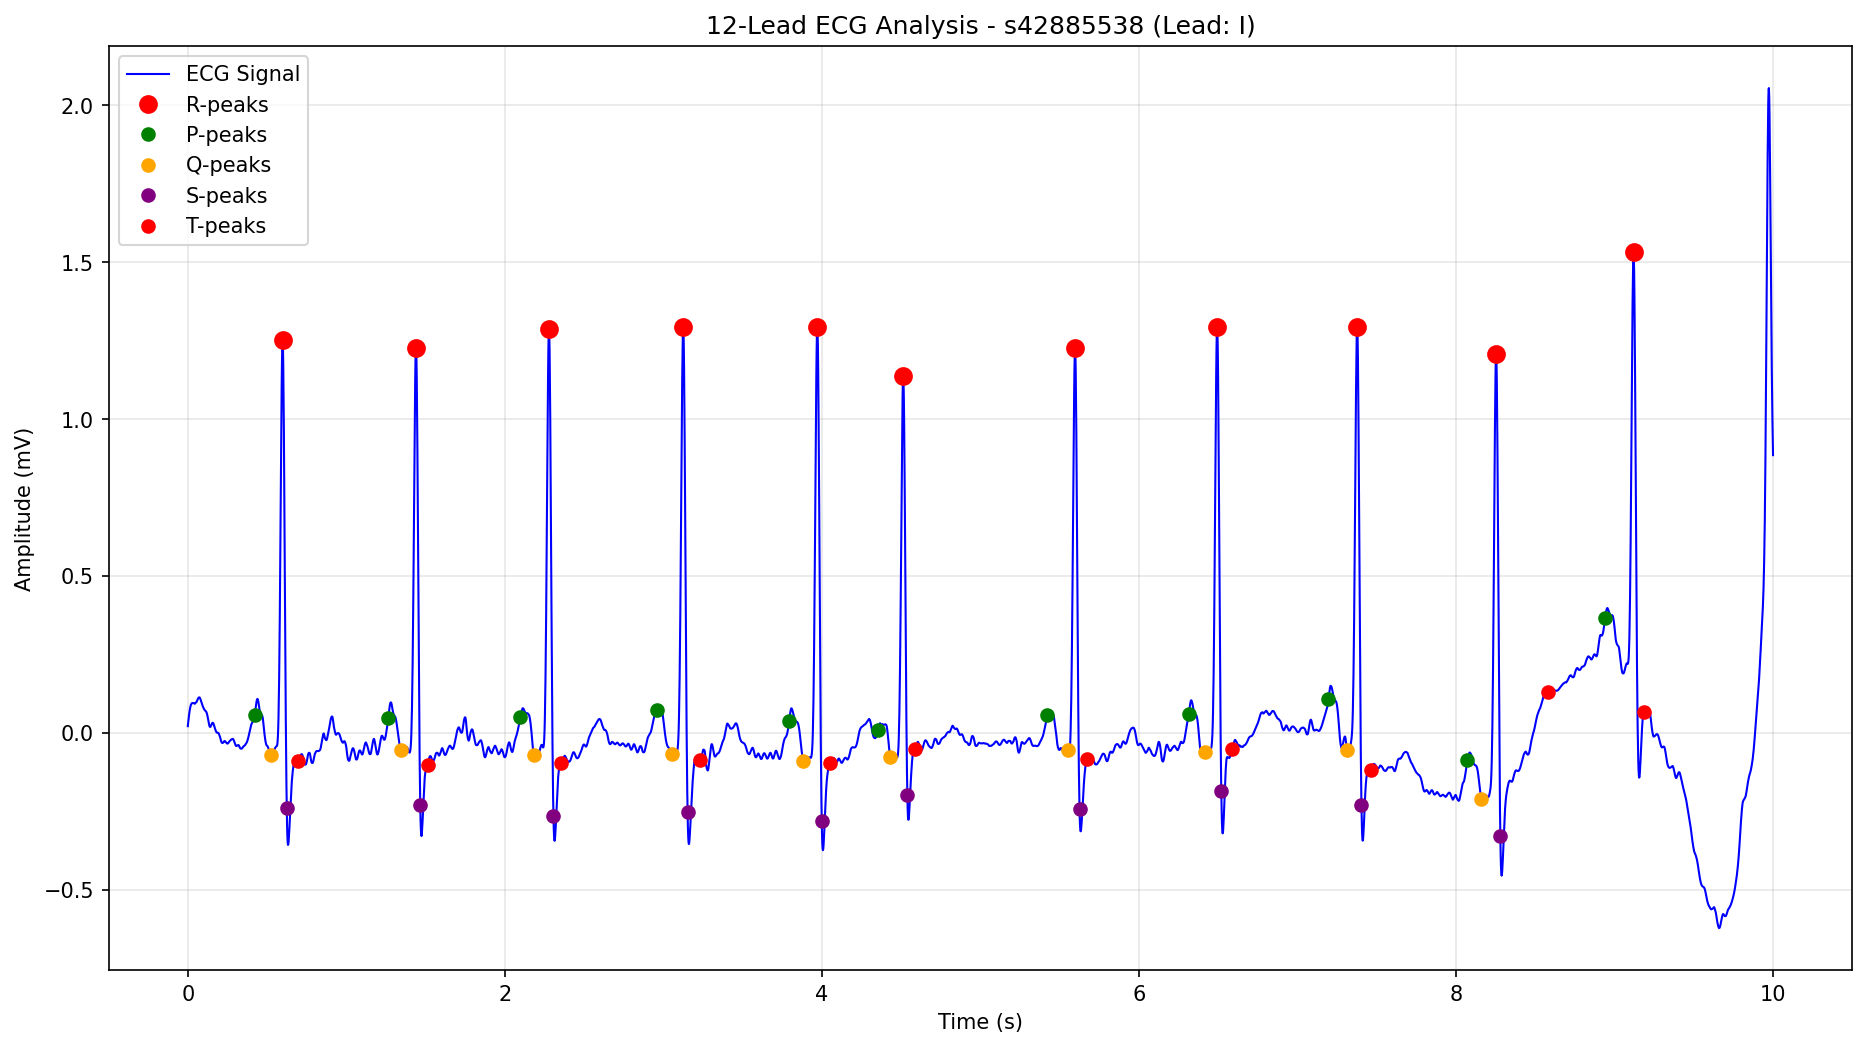 12-Lead ECG Analysis - s42885538 (Lead: I)
ECG Signal
R-peaks
P-peaks
Q-peaks
S-peaks
T-peaks
Amplitude (mV)
2.0
1.5
1.0
0.5
0.0
−0.5
0 2 4 6 8 10
Time (s)